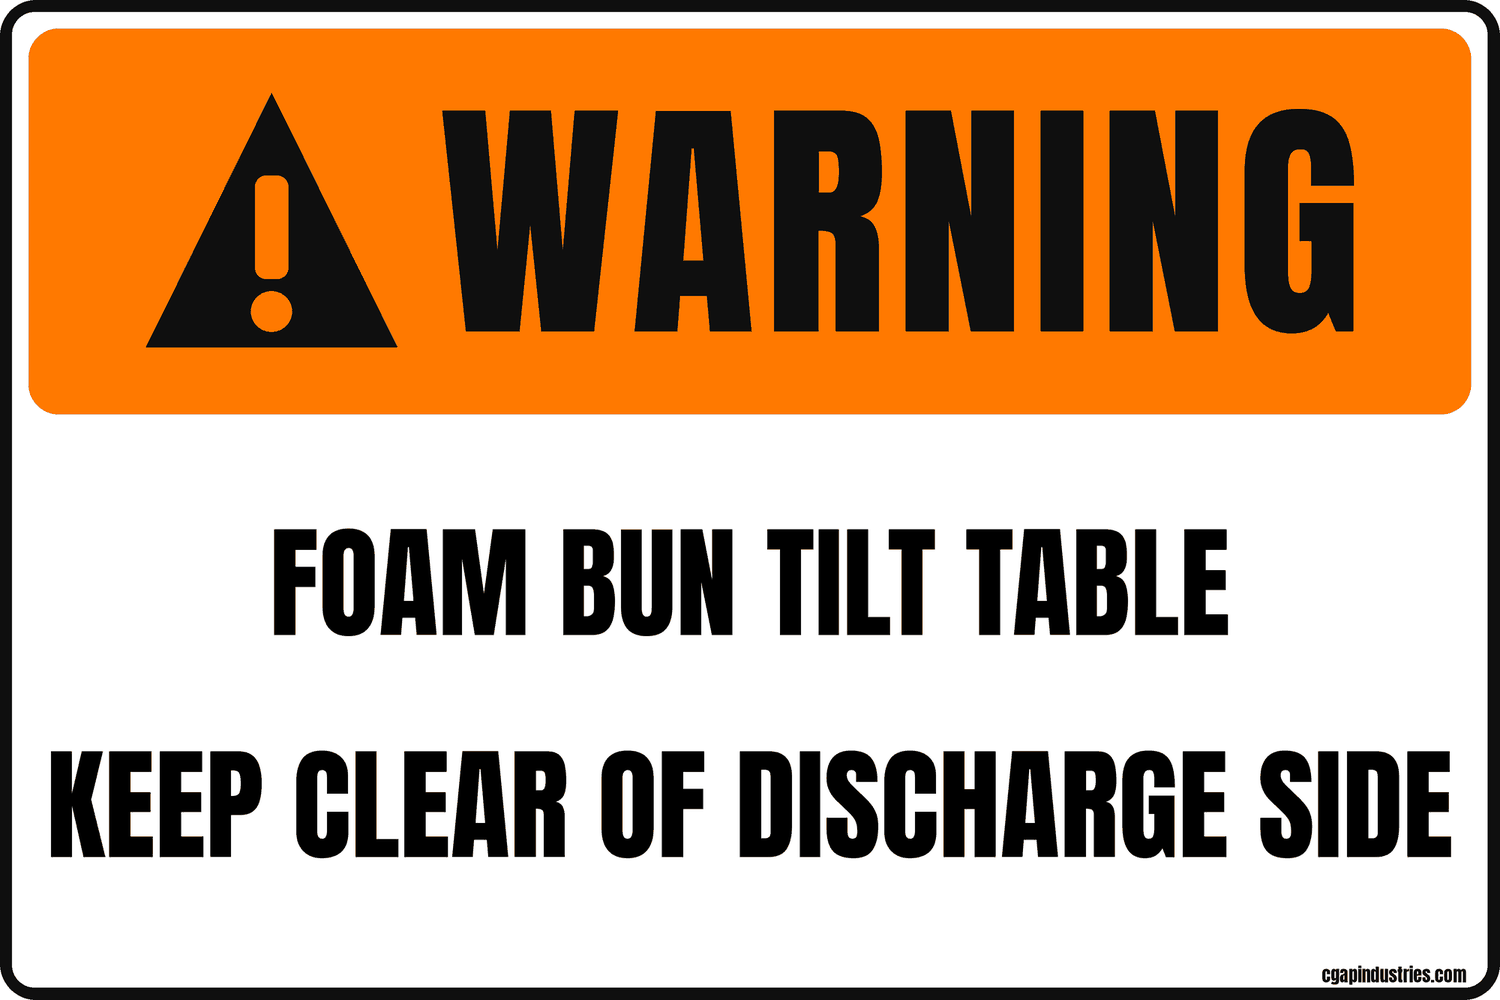 WARNING
FOAM BUN TILT TABLE
KEEP CLEAR OF DISCHARGE SIDE
cgapindustries.com